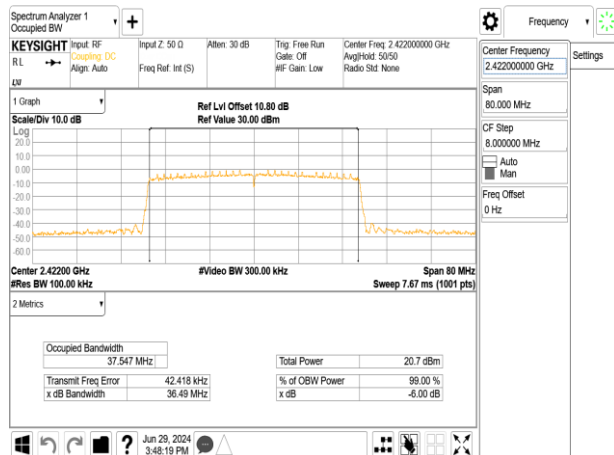 Spectrum Analyzer 1
Occupied BW
▼
+
Frequency
▼
KEYSIGHT
RL
Input: RF
Coupling: DC
Align: Auto
Input Z: 50 Ω
Freq Ref: Int (S)
Atten: 30 dB
Trig: Free Run
Gate: Off
#IF Gain: Low
Center Freq: 2.422000000 GHz
Avg|Hold: 50/50
Radio Std: None
Center Frequency
2.422000000 GHz
Settings
Span
80.000 MHz
CF Step
8.000000 MHz
Auto
Man
Freq Offset
0 Hz
1 Graph
▼
Scale/Div 10.0 dB
Ref Lvl Offset 10.80 dB
Ref Value 30.00 dBm
Log
20.0
10.0
0.00
-10.0
-20.0
-30.0
-40.0
-50.0
-60.0
Center 2.42200 GHz
#Res BW 100.00 kHz
#Video BW 300.00 kHz
Span 80 MHz
Sweep 7.67 ms (1001 pts)
2 Metrics
▼
Occupied Bandwidth
37.547 MHz
Total Power 20.7 dBm
Transmit Freq Error 42.418 kHz
% of OBW Power 99.00 %
x dB Bandwidth 36.49 MHz
x dB -6.00 dB
?
Jun 29, 2024
3:48:19 PM